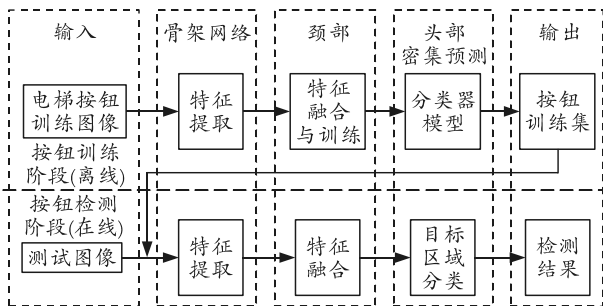 输入
骨架网络
颈部
头部
密集预测
输出
电梯按钮
训练图像
特征
提取
特征
融合
与训练
分类器
模型
按钮
训练集
按钮训练
阶段(离线)
按钮检测
阶段(在线)
测试图像
特征
提取
特征
融合
目标
区域
分类
检测
结果